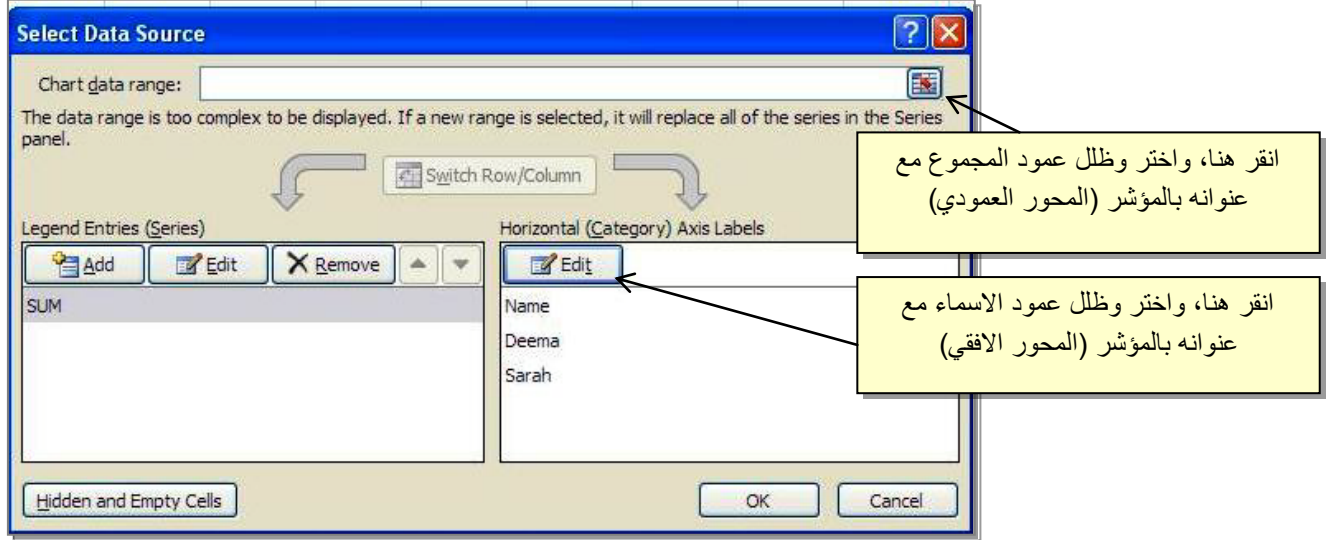 Select Data Source
Chart data range:
The data range is too complex to be displayed. If a new range is selected, it will replace all of the series in the Series
panel.
انقر هنا، واختر وظلل عمود المجموع مع
عنوانه بالمؤشر (المحور العمودي)
Switch Row/Column
Legend Entries (Series)
Horizontal (Category) Axis Labels
Add Edit Remove
Edit
انقر هنا، واختر وظلل عمود الاسماء مع
عنوانه بالمؤشر (المحور الافقي)
SUM
Name
Deema
Sarah
Hidden and Empty Cells
OK
Cancel